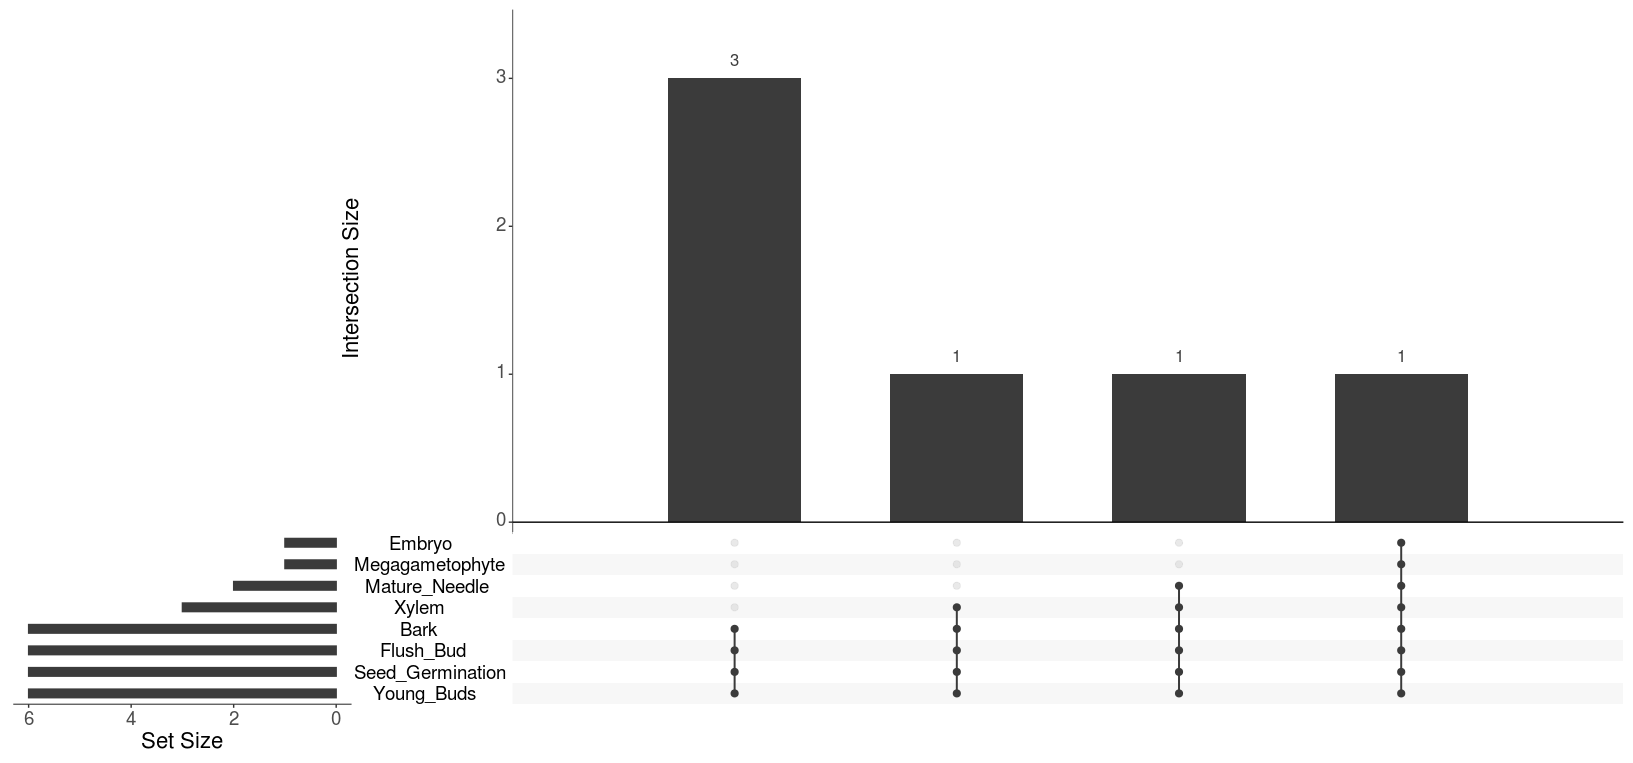 3
3
2
1
1
1
1
0
Intersection Size
Embryo
Megagametophyte
Mature_Needle
Xylem
Bark
Flush_Bud
Seed_Germination
Young_Buds
6 4 2 0
Set Size